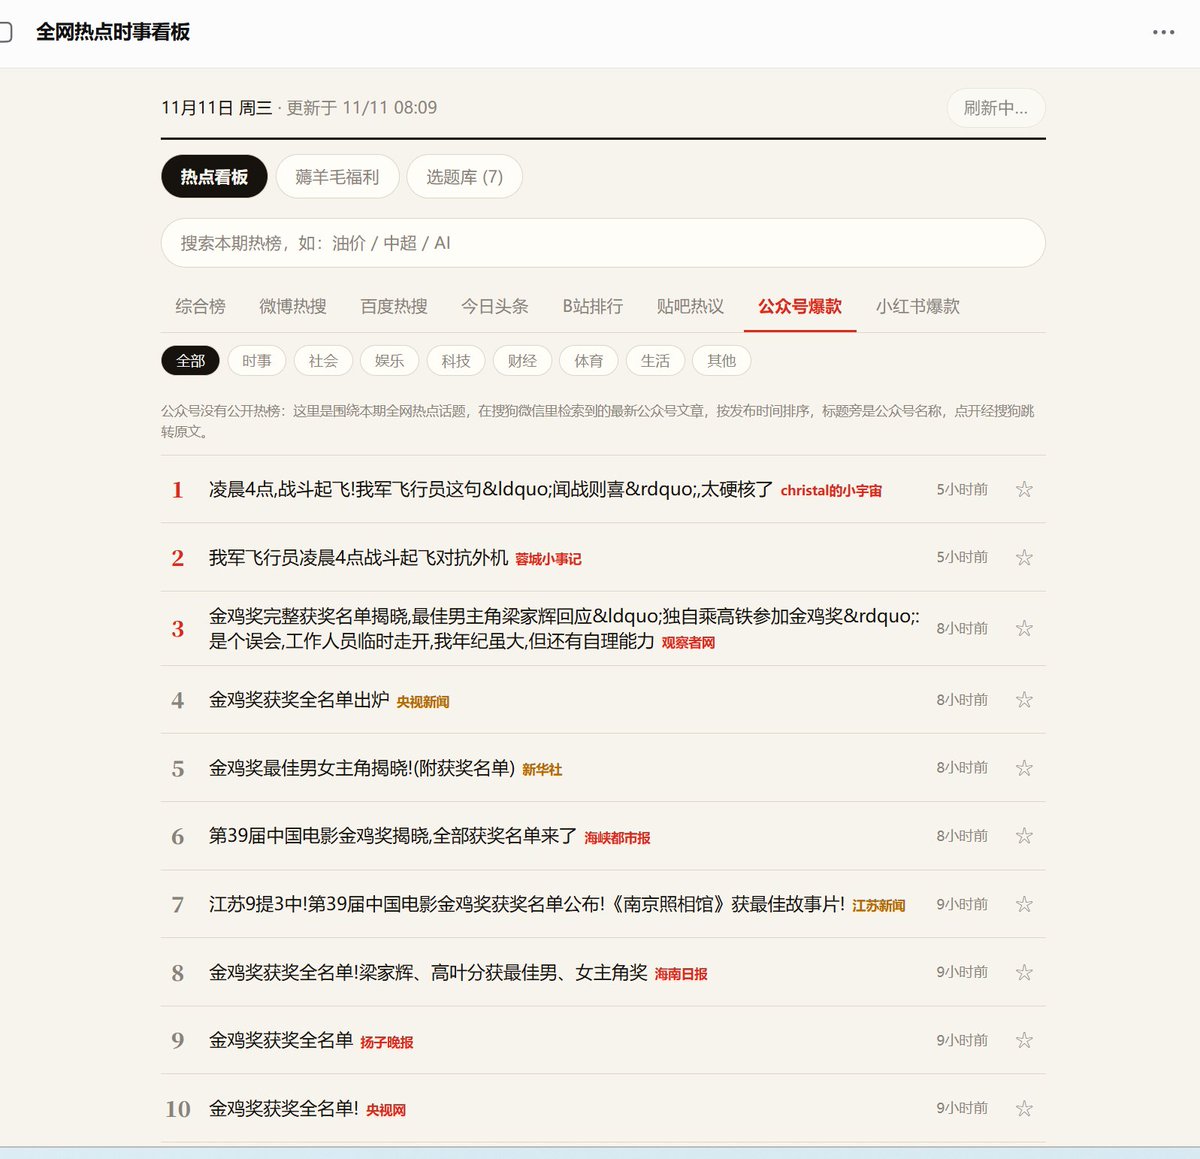 全网热点时事看板
11月11日 周三 · 更新于 11/11 08:09
刷新中...
热点看板
薅羊毛福利
选题库 (7)
搜索本期热榜，如：油价 / 中超 / AI
综合榜
微博热搜
百度热搜
今日头条
B站排行
贴吧热议
公众号爆款
小红书爆款
全部
时事
社会
娱乐
科技
财经
体育
生活
其他
公众号没有公开热榜：这里是围绕本期全网热点话题，在搜狗微信里检索到的最新公众号文章，按发布时间排序，标题旁是公众号名称，点开经搜狗跳
转原文。
1 凌晨4点,战斗起飞!我军飞行员这句&ldquo;闻战则喜&rdquo;,太硬核了 christal的小宇宙 5小时前 ☆
2 我军飞行员凌晨4点战斗起飞对抗外机 蓉城小事记 5小时前 ☆
3 金鸡奖完整获奖名单揭晓,最佳男主角梁家辉回应&ldquo;独自乘高铁参加金鸡奖&rdquo;:
是个误会,工作人员临时走开,我年纪虽大,但还有自理能力 观察者网 8小时前 ☆
4 金鸡奖获奖全名单出炉 央视新闻 8小时前 ☆
5 金鸡奖最佳男女主角揭晓!(附获奖名单) 新华社 8小时前 ☆
6 第39届中国电影金鸡奖揭晓,全部获奖名单来了 海峡都市报 8小时前 ☆
7 江苏9提3中!第39届中国电影金鸡奖获奖名单公布!《南京照相馆》获最佳故事片! 江苏新闻 9小时前 ☆
8 金鸡奖获奖全名单!梁家辉、高叶分获最佳男、女主角奖 海南日报 9小时前 ☆
9 金鸡奖获奖全名单 扬子晚报 9小时前 ☆
10 金鸡奖获奖全名单! 央视网 9小时前 ☆